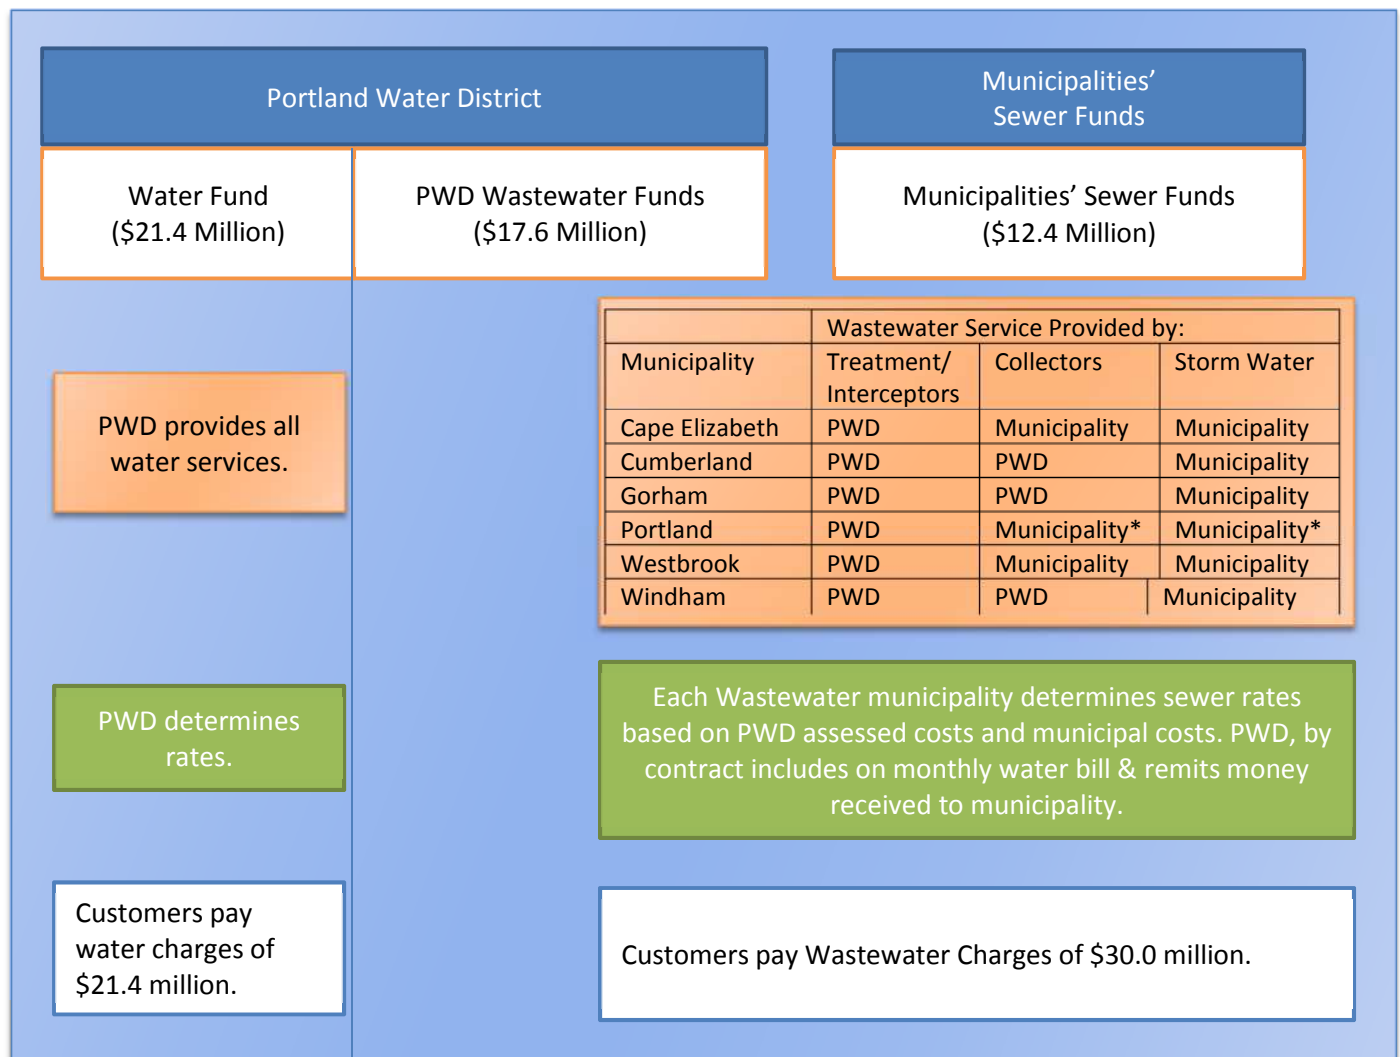 Portland Water District
Municipalities’
Sewer Funds
Water Fund
($21.4 Million)
PWD Wastewater Funds
($17.6 Million)
Municipalities’ Sewer Funds
($12.4 Million)
PWD provides all
water services.
Wastewater Service Provided by:
Municipality Treatment/ Collectors Storm Water
Interceptors
Cape Elizabeth PWD Municipality Municipality
Cumberland PWD PWD Municipality
Gorham PWD PWD Municipality
Portland PWD Municipality* Municipality*
Westbrook PWD Municipality Municipality
Windham PWD PWD Municipality
PWD determines
rates.
Each Wastewater municipality determines sewer rates
based on PWD assessed costs and municipal costs. PWD, by
contract includes on monthly water bill & remits money
received to municipality.
Customers pay
water charges of
$21.4 million.
Customers pay Wastewater Charges of $30.0 million.